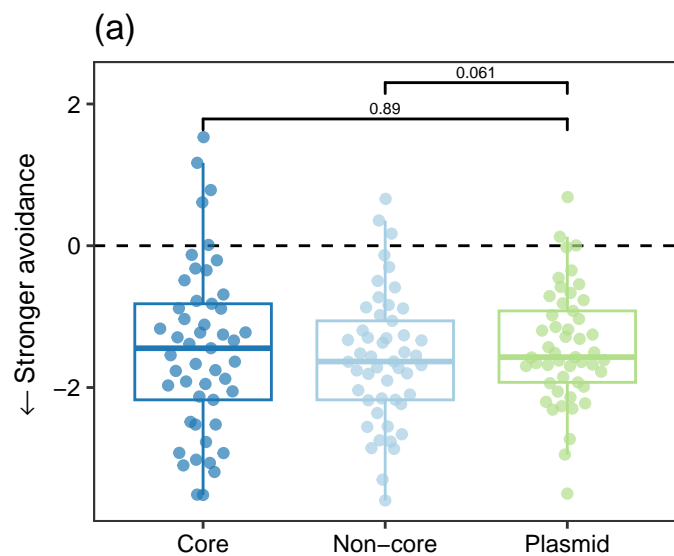 (a)
0.061
0.89
2
0
−2
← Stronger avoidance
Core Non−core Plasmid